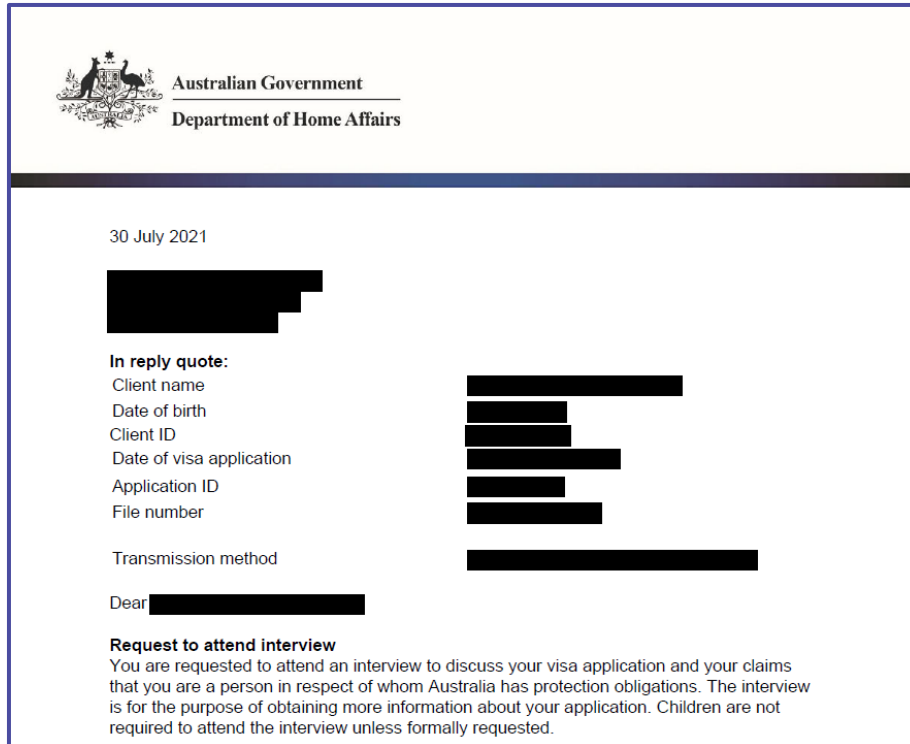 Australian Government
Department of Home Affairs
30 July 2021
In reply quote:
Client name
Date of birth
Client ID
Date of visa application
Application ID
File number
Transmission method
Dear
Request to attend interview
You are requested to attend an interview to discuss your visa application and your claims
that you are a person in respect of whom Australia has protection obligations. The interview
is for the purpose of obtaining more information about your application. Children are not
required to attend the interview unless formally requested.